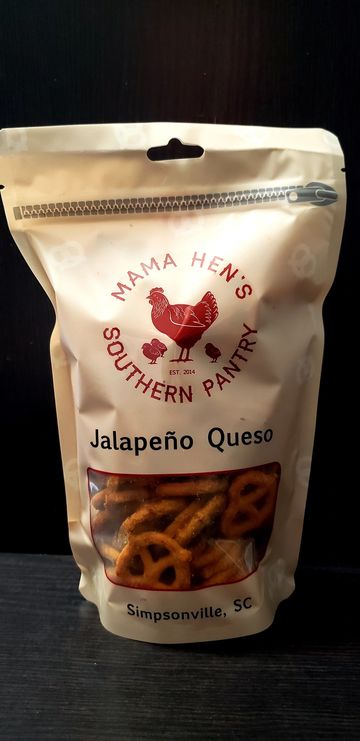 MAMA HEN'S
EST. 2014
SOUTHERN PANTRY
Jalapeño Queso
Simpsonville, SC